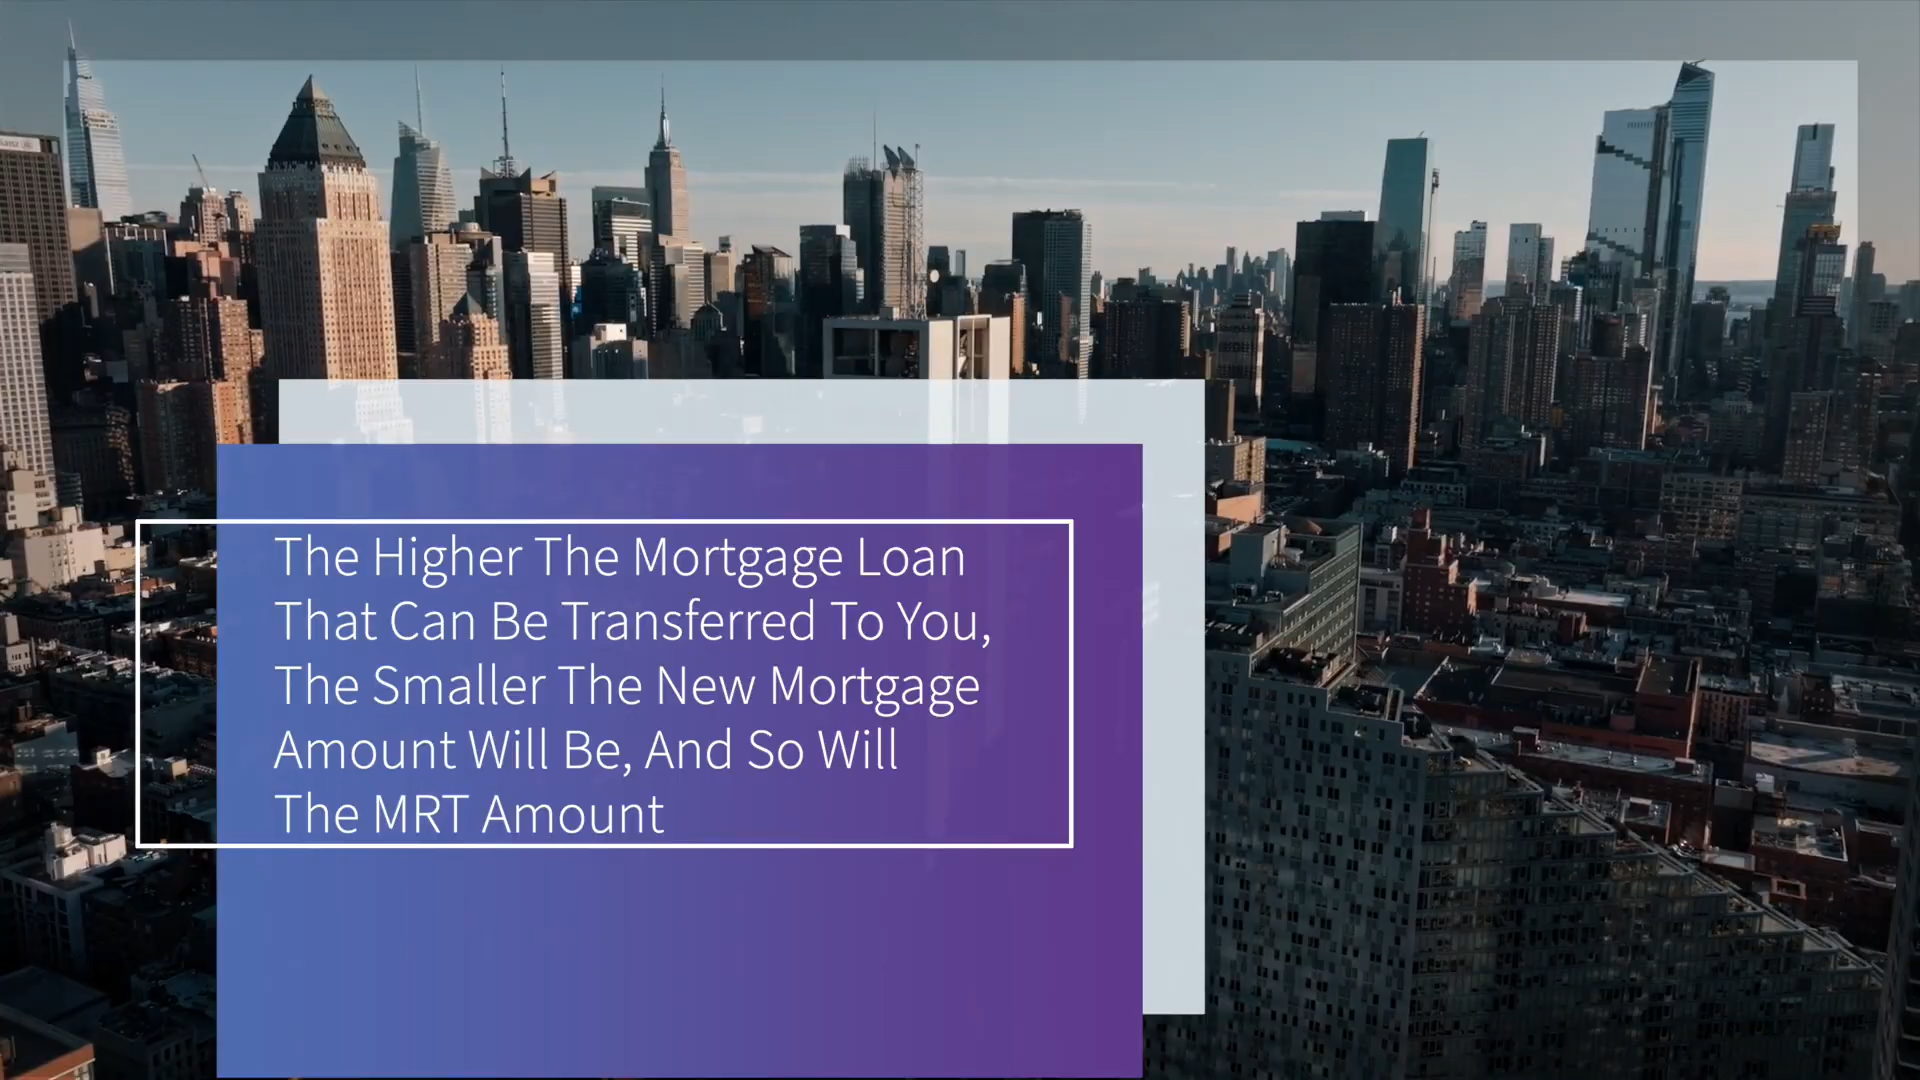 The Higher The Mortgage Loan
That Can Be Transferred To You,
The Smaller The New Mortgage
Amount Will Be, And So Will
The MRT Amount